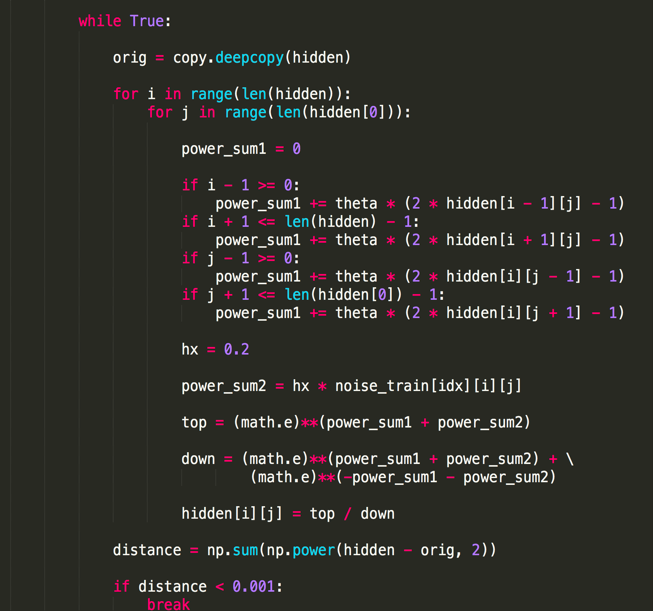 while True:
orig = copy.deepcopy(hidden)
for i in range(len(hidden)):
for j in range(len(hidden[0])):
power_sum1 = 0
if i - 1 >= 0:
power_sum1 += theta * (2 * hidden[i - 1][j] - 1)
if i + 1 <= len(hidden) - 1:
power_sum1 += theta * (2 * hidden[i + 1][j] - 1)
if j - 1 >= 0:
power_sum1 += theta * (2 * hidden[i][j - 1] - 1)
if j + 1 <= len(hidden[0]) - 1:
power_sum1 += theta * (2 * hidden[i][j + 1] - 1)
hx = 0.2
power_sum2 = hx * noise_train[idx][i][j]
top = (math.e)**(power_sum1 + power_sum2)
down = (math.e)**(power_sum1 + power_sum2) + \
(math.e)**(-power_sum1 - power_sum2)
hidden[i][j] = top / down
distance = np.sum(np.power(hidden - orig, 2))
if distance < 0.001:
break